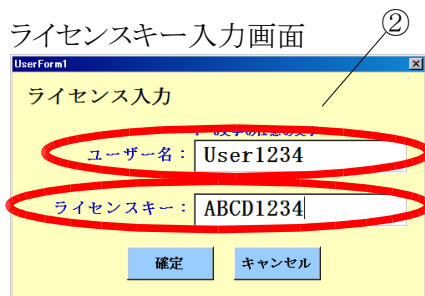 ライセンスキー入力画面
②
UserForm1
ライセンス入力
ユーザー名：User1234
ライセンスキー：ABCD1234
確定 キャンセル